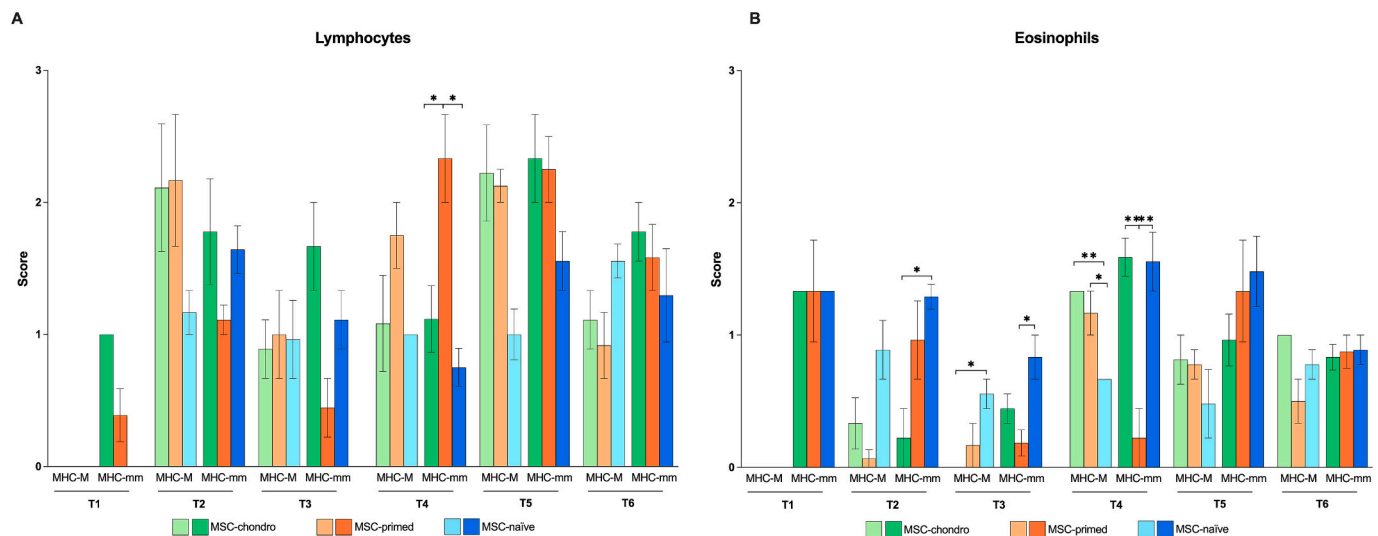 A
Lymphocytes
3
2
1
0
Score
* *
MHC-M MHC-mm MHC-M MHC-mm MHC-M MHC-mm MHC-M MHC-mm MHC-M MHC-mm MHC-M MHC-mm
T1 T2 T3 T4 T5 T6
MSC-chondro MSC-primed MSC-naïve
B
Eosinophils
3
2
1
0
Score
** **
**
*
*
*
*
MHC-M MHC-mm MHC-M MHC-mm MHC-M MHC-mm MHC-M MHC-mm MHC-M MHC-mm MHC-M MHC-mm
T1 T2 T3 T4 T5 T6
MSC-chondro MSC-primed MSC-naïve